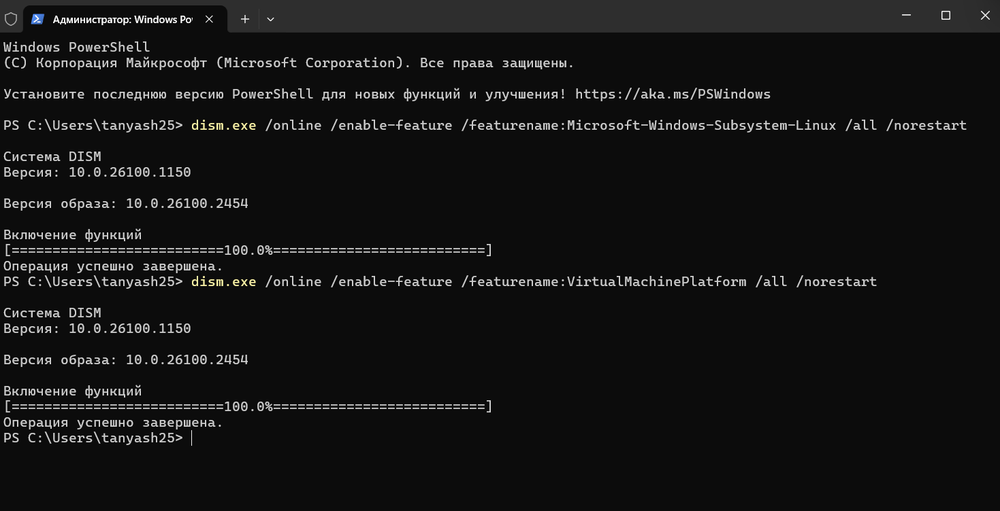 Администратор: Windows Po
Windows PowerShell
(C) Корпорация Майкрософт (Microsoft Corporation). Все права защищены.
Установите последнюю версию PowerShell для новых функций и улучшения! https://aka.ms/PSWindows
PS C:\Users\tanyash25> dism.exe /online /enable-feature /featurename:Microsoft-Windows-Subsystem-Linux /all /norestart
Cистема DISM
Версия: 10.0.26100.1150
Версия образа: 10.0.26100.2454
Включение функций
[==========================100.0%==========================]
Операция успешно завершена.
PS C:\Users\tanyash25> dism.exe /online /enable-feature /featurename:VirtualMachinePlatform /all /norestart
Cистема DISM
Версия: 10.0.26100.1150
Версия образа: 10.0.26100.2454
Включение функций
[==========================100.0%==========================]
Операция успешно завершена.
PS C:\Users\tanyash25>